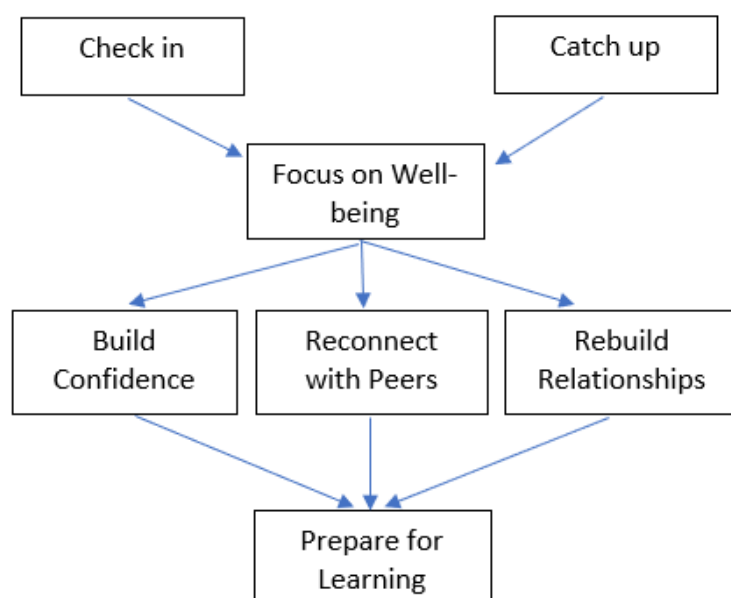 Check in
Catch up
Focus on Well-
being
Build
Confidence
Reconnect
with Peers
Rebuild
Relationships
Prepare for
Learning